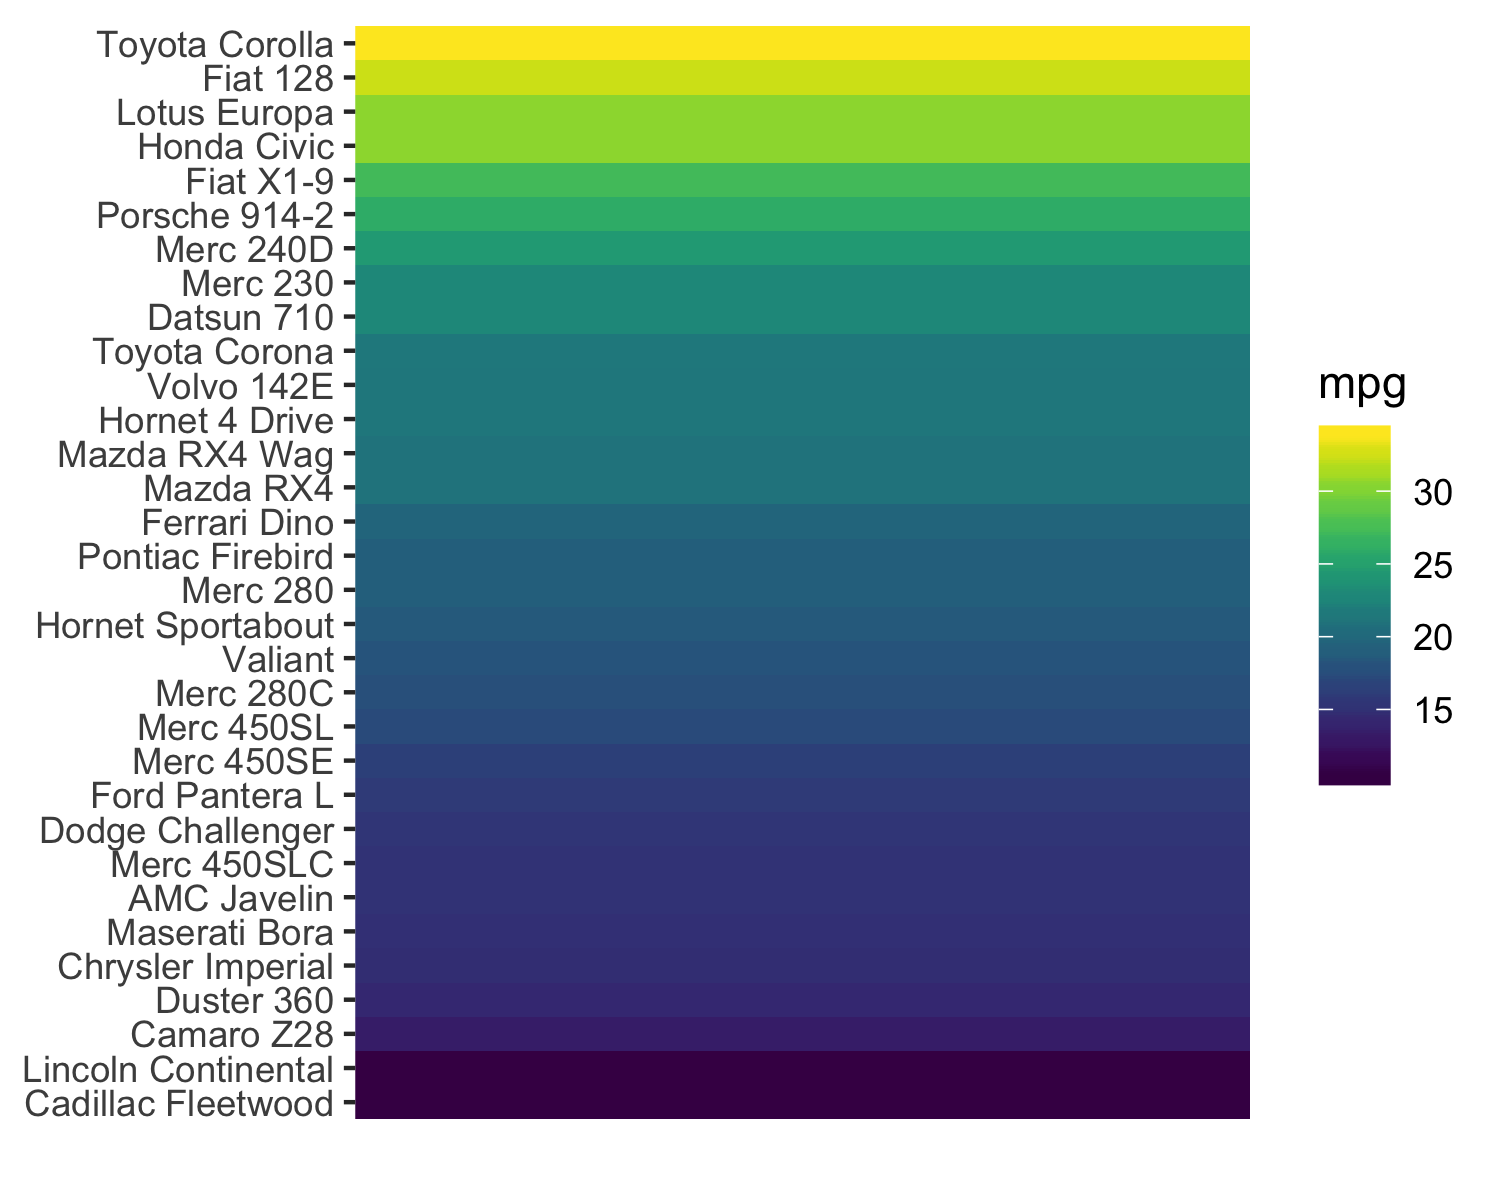 Toyota Corolla
Fiat 128
Lotus Europa
Honda Civic
Fiat X1-9
Porsche 914-2
Merc 240D
Merc 230
Datsun 710
Toyota Corona
Volvo 142E
Hornet 4 Drive
Mazda RX4 Wag
Mazda RX4
Ferrari Dino
Pontiac Firebird
Merc 280
Hornet Sportabout
Valiant
Merc 280C
Merc 450SL
Merc 450SE
Ford Pantera L
Dodge Challenger
Merc 450SLC
AMC Javelin
Maserati Bora
Chrysler Imperial
Duster 360
Camaro Z28
Lincoln Continental
Cadillac Fleetwood
mpg
30
25
20
15